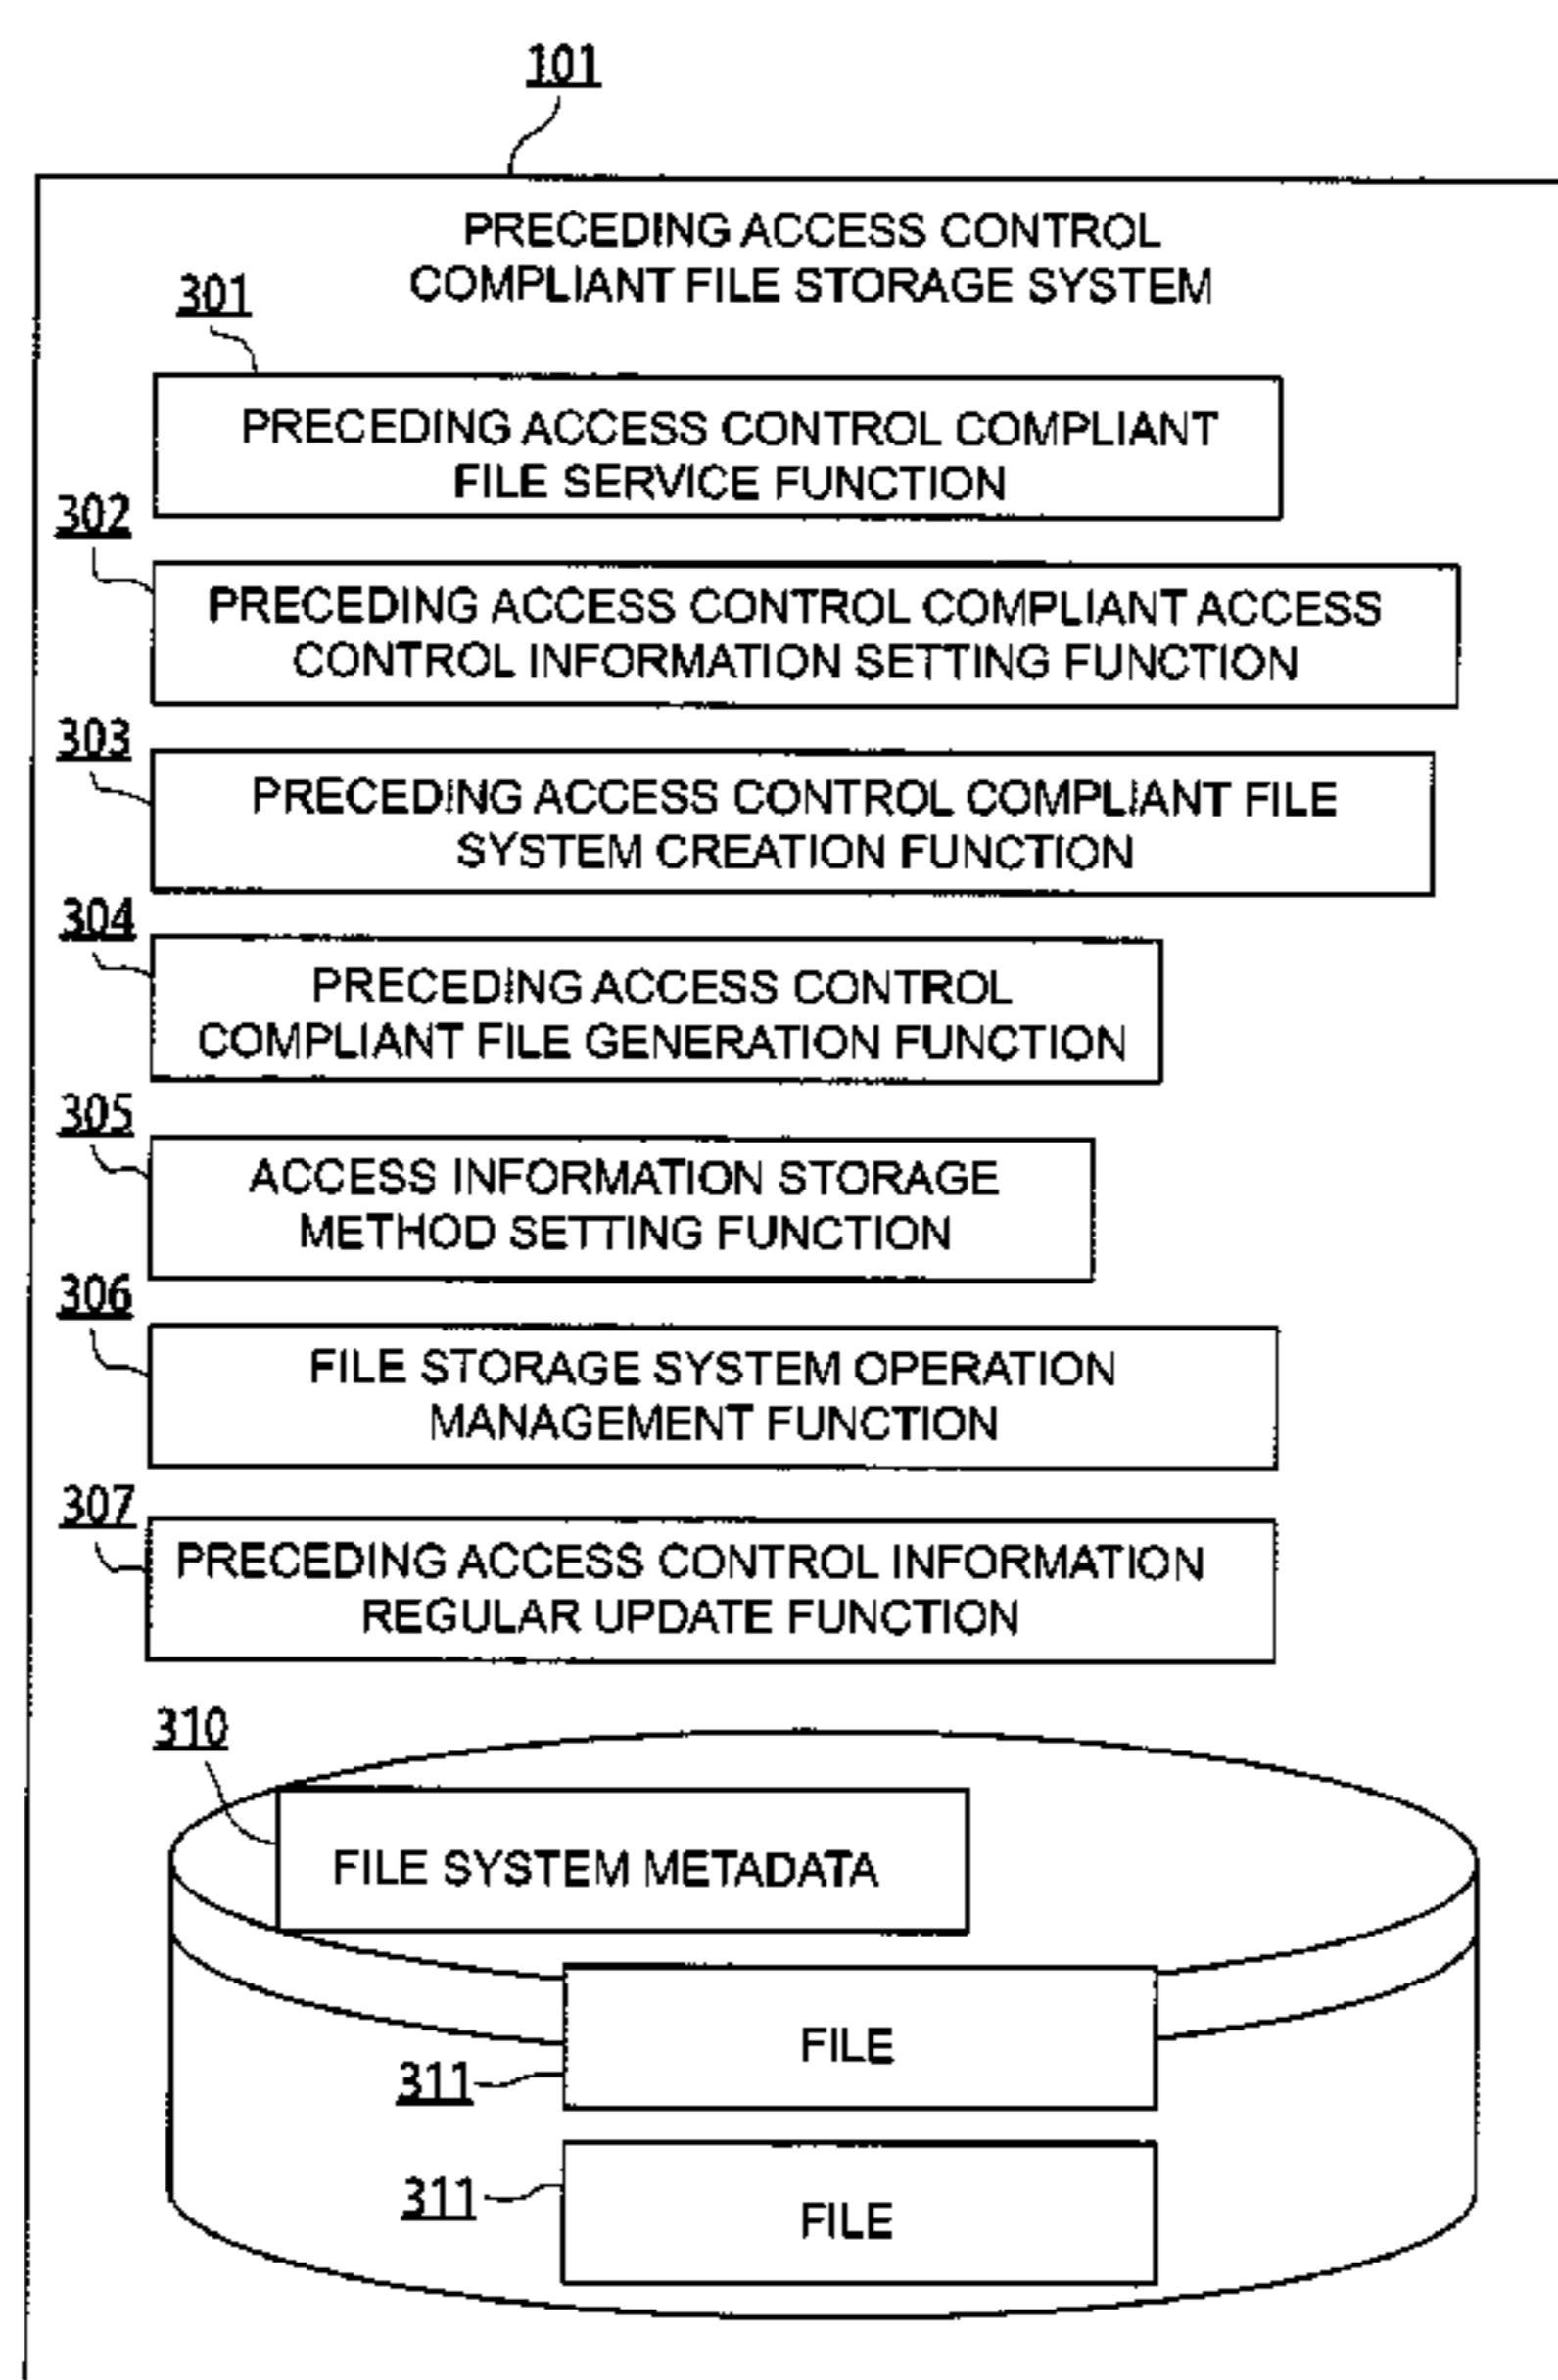 101
PRECEDING ACCESS CONTROL
COMPLIANT FILE STORAGE SYSTEM
301
PRECEDING ACCESS CONTROL COMPLIANT
FILE SERVICE FUNCTION
302
PRECEDING ACCESS CONTROL COMPLIANT ACCESS
CONTROL INFORMATION SETTING FUNCTION
303
PRECEDING ACCESS CONTROL COMPLIANT FILE
SYSTEM CREATION FUNCTION
304
PRECEDING ACCESS CONTROL
COMPLIANT FILE GENERATION FUNCTION
305
ACCESS INFORMATION STORAGE
METHOD SETTING FUNCTION
306
FILE STORAGE SYSTEM OPERATION
MANAGEMENT FUNCTION
307
PRECEDING ACCESS CONTROL INFORMATION
REGULAR UPDATE FUNCTION
310
FILE SYSTEM METADATA
FILE
311
FILE
311